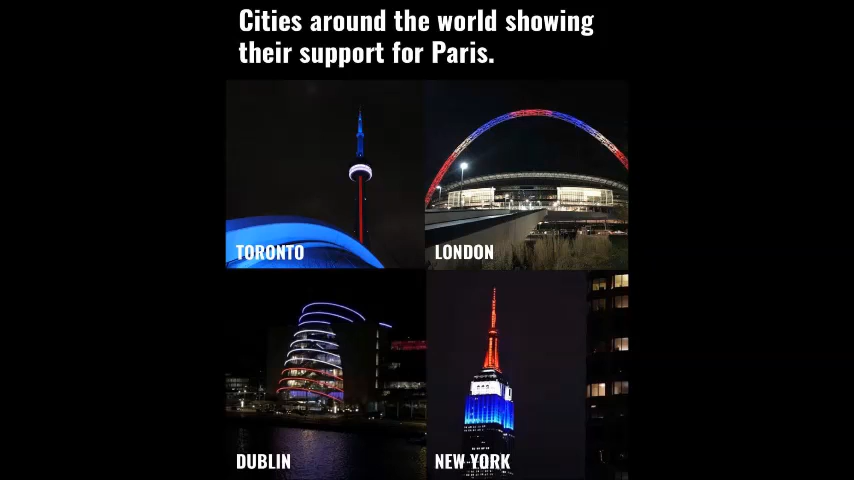 Cities around the world showing
their support for Paris.
TORONTO
LONDON
DUBLIN
NEW YORK